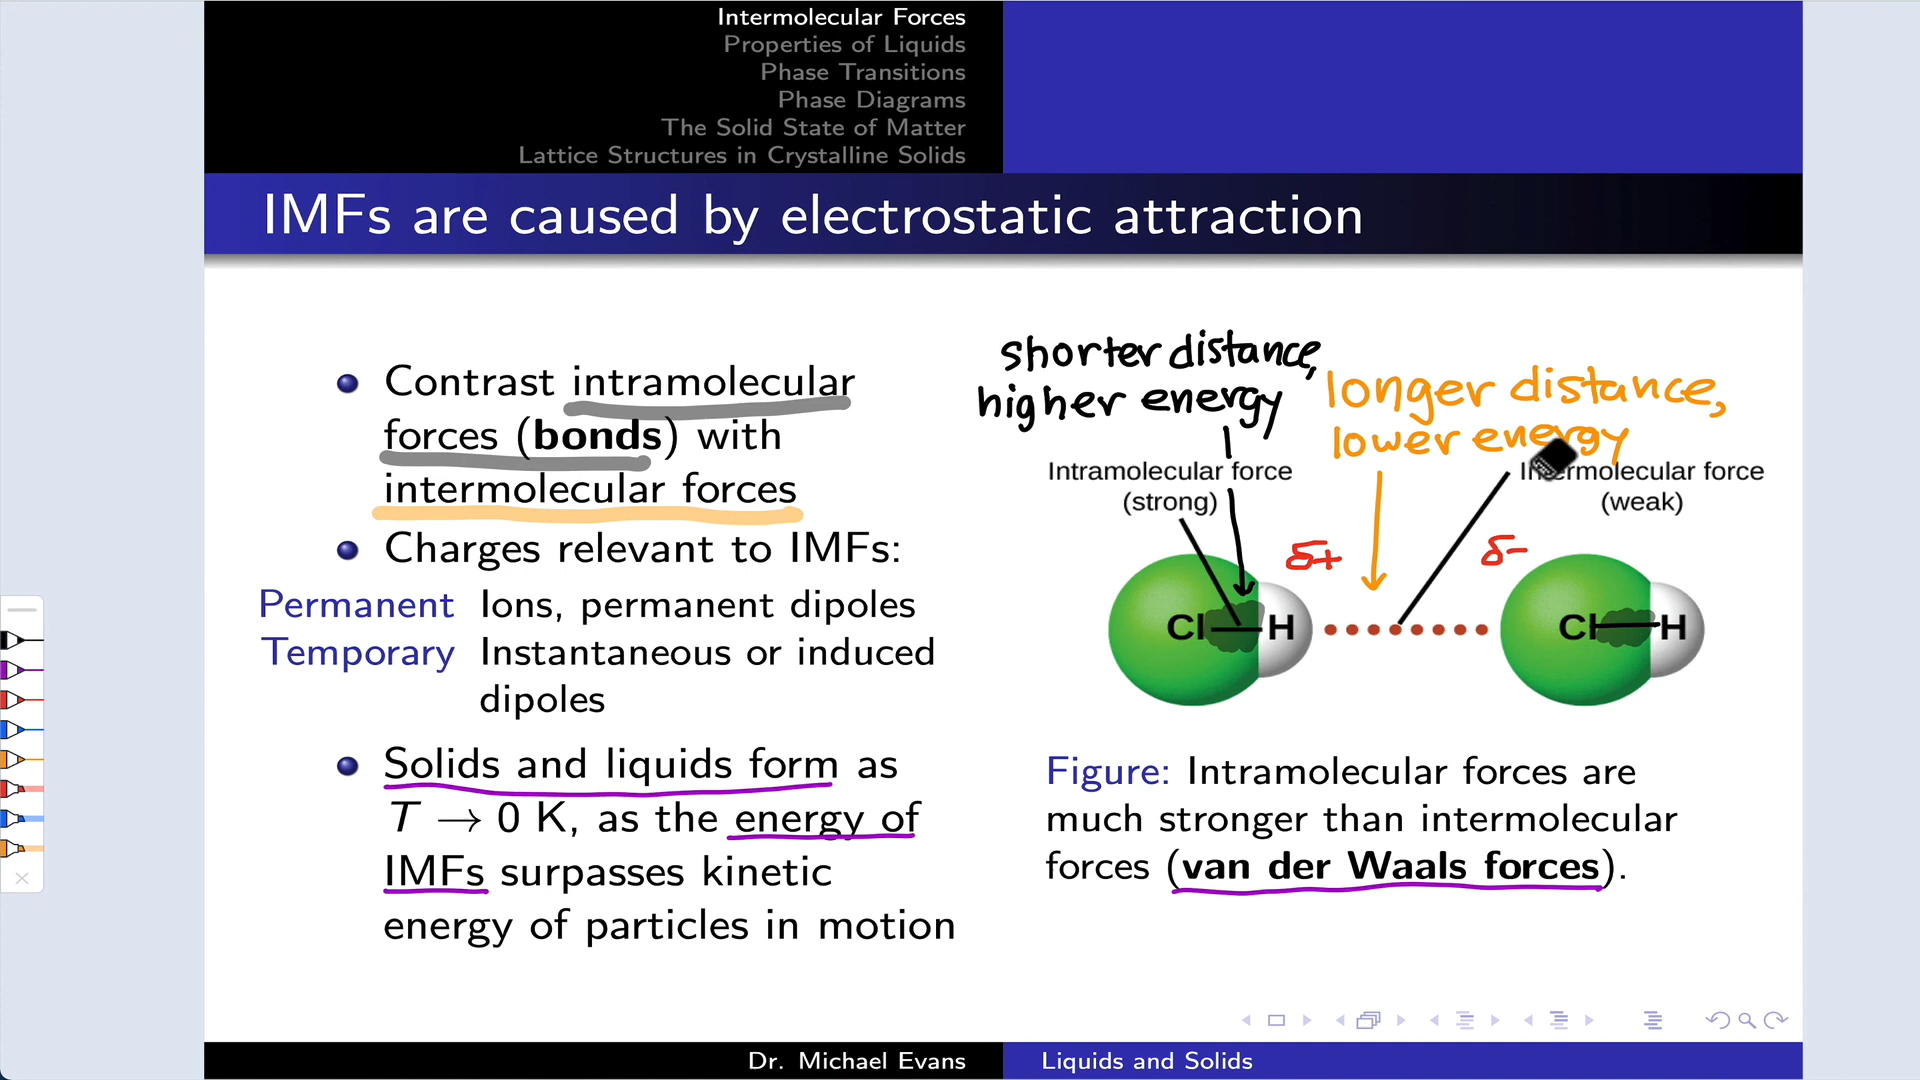 Intermolecular Forces
Properties of Liquids
Phase Transitions
Phase Diagrams
The Solid State of Matter
Lattice Structures in Crystalline Solids
IMFs are caused by electrostatic attraction
Contrast intramolecular
forces (bonds) with
intermolecular forces
Charges relevant to IMFs:
Permanent Ions, permanent dipoles
Temporary Instantaneous or induced
dipoles
Solids and liquids form as
T → 0 K, as the energy of
IMFs surpasses kinetic
energy of particles in motion
shorter distance,
higher energy
longer distance,
lower energy
Intramolecular force
(strong)
Intermolecular force
(weak)
δ+
δ-
Cl—H
Cl—H
Figure: Intramolecular forces are
much stronger than intermolecular
forces (van der Waals forces).
Dr. Michael Evans
Liquids and Solids